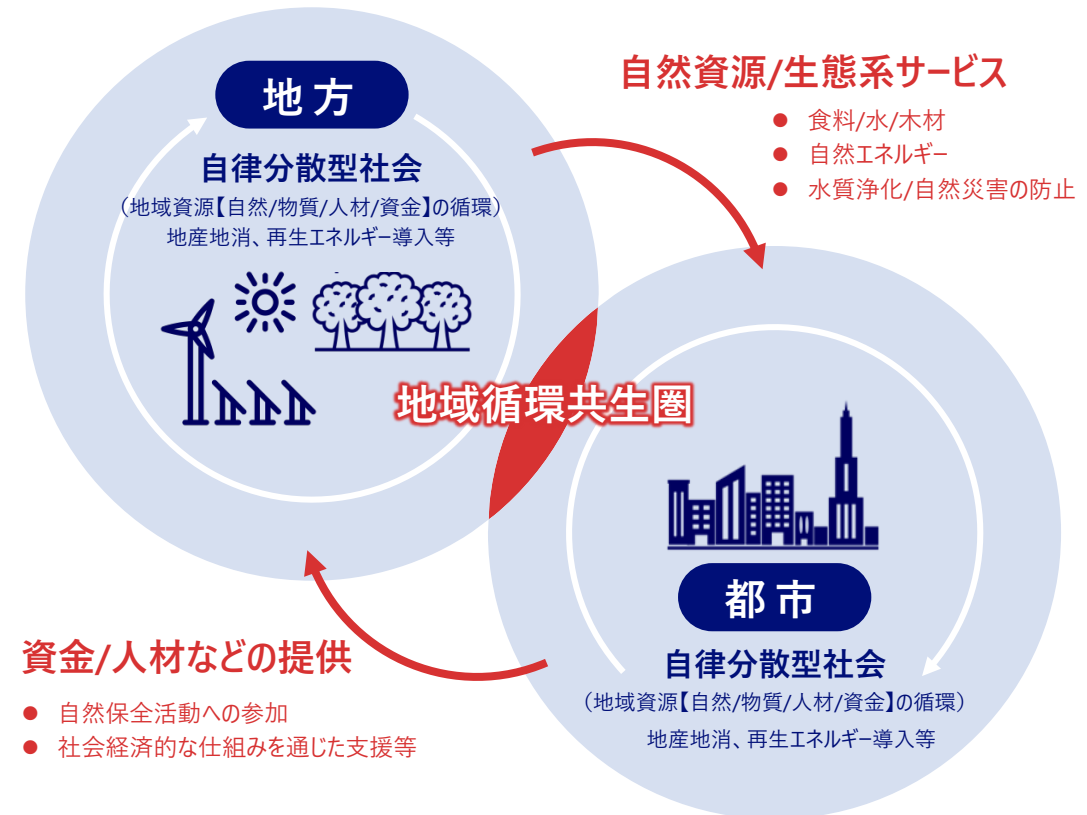 地方
自律分散型社会
(地域資源【自然/物質/人材/資金】の循環)
地産地消、再生エネルギー導入等
自然資源/生態系サービス
● 食料/水/木材
● 自然エネルギー
● 水質浄化/自然災害の防止
地域循環共生圏
都市
自律分散型社会
(地域資源【自然/物質/人材/資金】の循環)
地産地消、再生エネルギー導入等
資金/人材などの提供
● 自然保全活動への参加
● 社会経済的な仕組みを通じた支援等